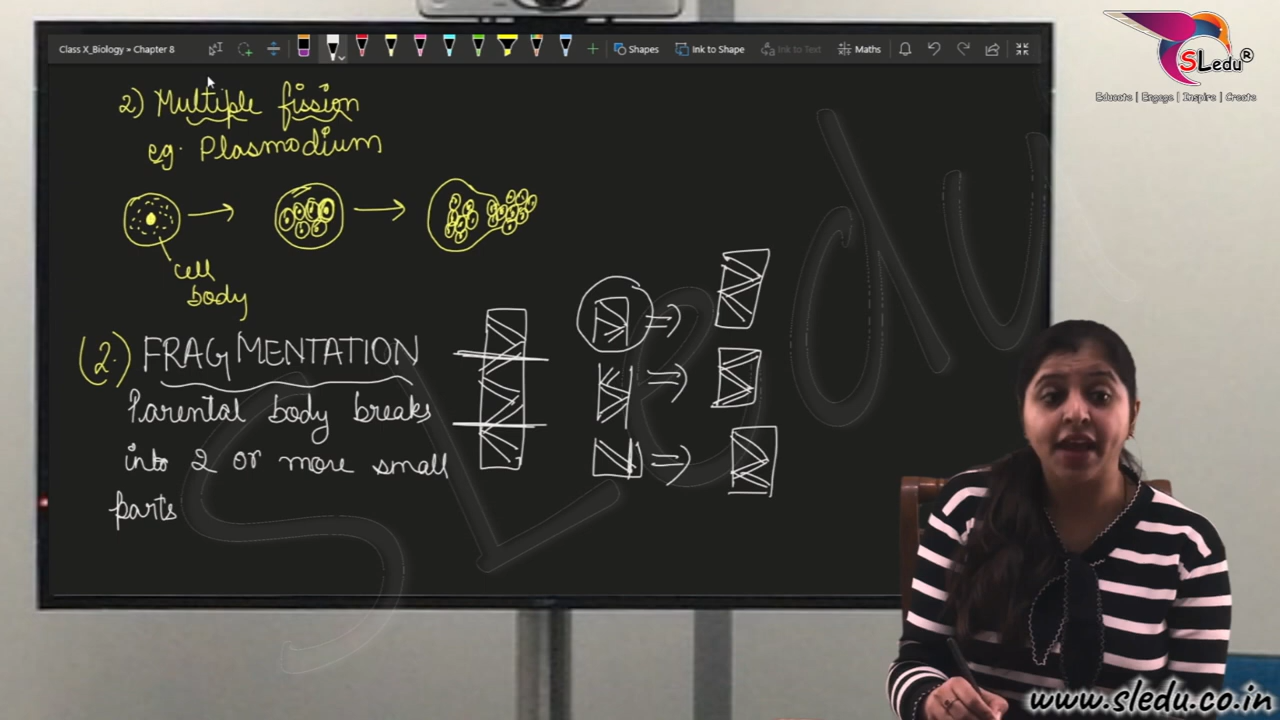 Class X_Biology » Chapter 8
Shapes
Ink to Shape
Ink to Text
Maths
SLedu®
Educate | Engage | Inspire | Create
2) Multiple fission
eg. Plasmodium
cell
body
(2.) FRAGMENTATION
Parental body breaks
into 2 or more small
parts
SLedu
www.sledu.co.in